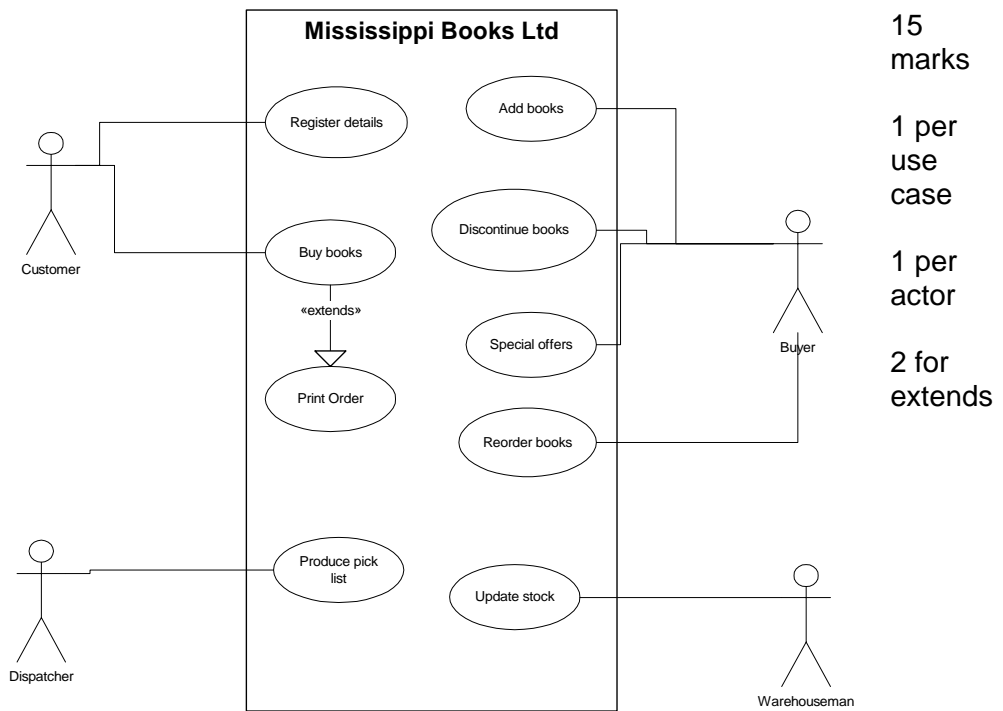 Mississippi Books Ltd
Register details
Add books
Customer
Buy books
Discontinue books
«extends»
Special offers
Buyer
Print Order
Reorder books
Produce pick
list
Update stock
Dispatcher
Warehouseman
15
marks
1 per
use
case
1 per
actor
2 for
extends